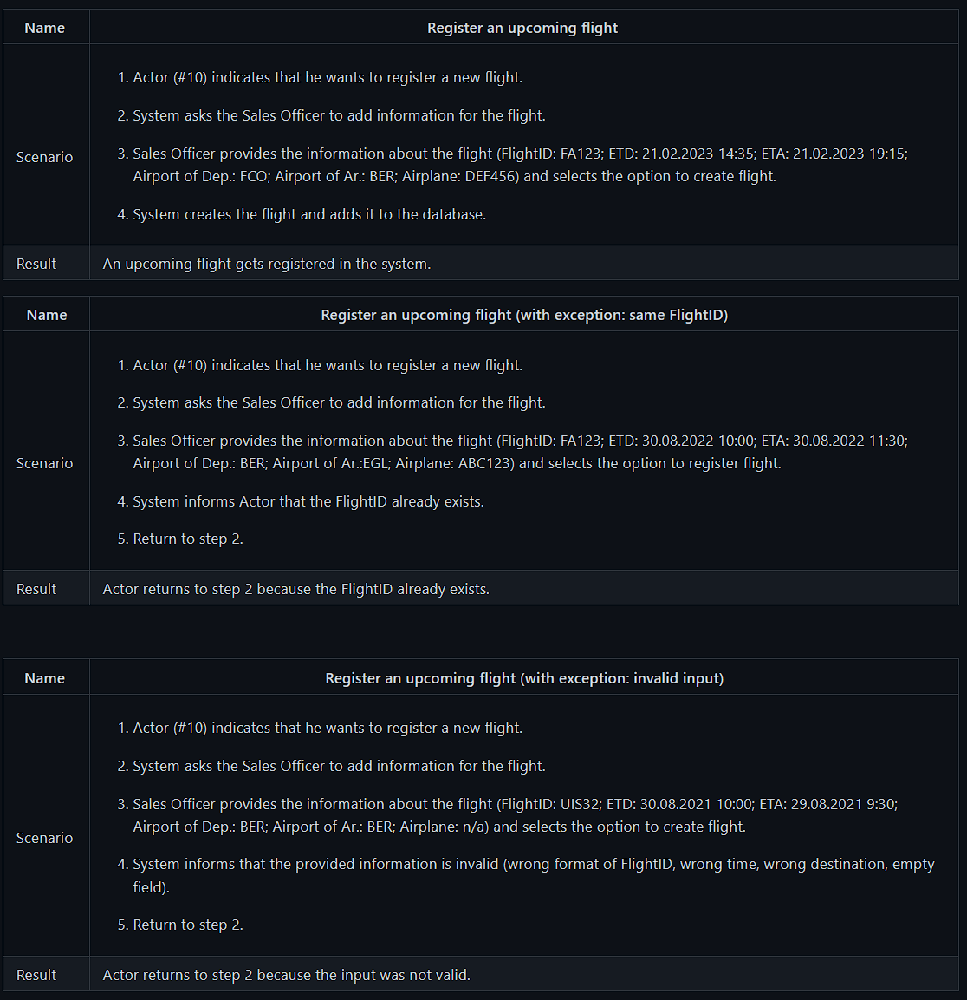 Name
Register an upcoming flight
Scenario
1. Actor (#10) indicates that he wants to register a new flight.
2. System asks the Sales Officer to add information for the flight.
3. Sales Officer provides the information about the flight (FlightID: FA123; ETD: 21.02.2023 14:35; ETA: 21.02.2023 19:15;
Airport of Dep.: FCO; Airport of Ar.: BER; Airplane: DEF456) and selects the option to create flight.
4. System creates the flight and adds it to the database.
Result
An upcoming flight gets registered in the system.
Name
Register an upcoming flight (with exception: same FlightID)
Scenario
1. Actor (#10) indicates that he wants to register a new flight.
2. System asks the Sales Officer to add information for the flight.
3. Sales Officer provides the information about the flight (FlightID: FA123; ETD: 30.08.2022 10:00; ETA: 30.08.2022 11:30;
Airport of Dep.: BER; Airport of Ar.:EGL; Airplane: ABC123) and selects the option to register flight.
4. System informs Actor that the FlightID already exists.
5. Return to step 2.
Result
Actor returns to step 2 because the FlightID already exists.
Name
Register an upcoming flight (with exception: invalid input)
Scenario
1. Actor (#10) indicates that he wants to register a new flight.
2. System asks the Sales Officer to add information for the flight.
3. Sales Officer provides the information about the flight (FlightID: UIS32; ETD: 30.08.2021 10:00; ETA: 29.08.2021 9:30;
Airport of Dep.: BER; Airport of Ar.: BER; Airplane: n/a) and selects the option to create flight.
4. System informs that the provided information is invalid (wrong format of FlightID, wrong time, wrong destination, empty
field).
5. Return to step 2.
Result
Actor returns to step 2 because the input was not valid.